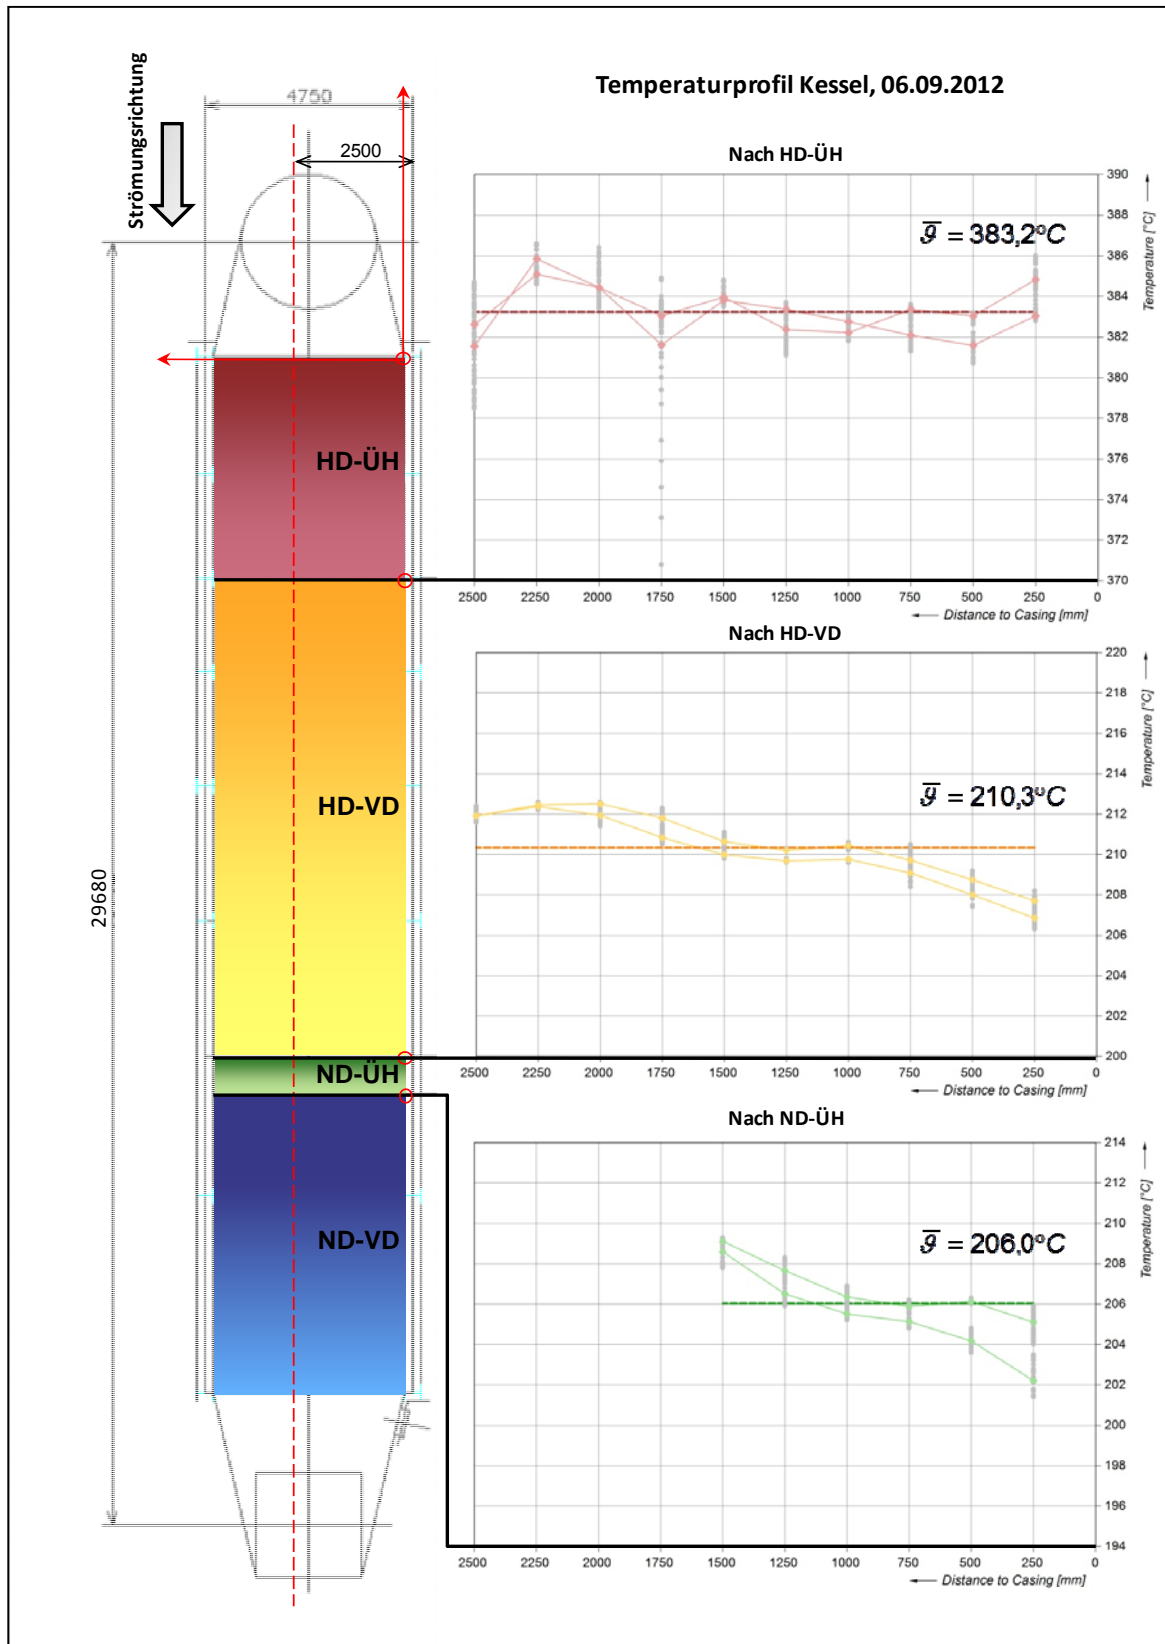 Temperaturprofil Kessel, 06.09.2012
Strömungsrichtung
4750
2500
29680
HD-ÜH
HD-VD
ND-ÜH
ND-VD
Nach HD-ÜH
ϑ = 383,2°C
390
388
386
384
382
380
378
376
374
372
370
Temperature [°C]
2500 2250 2000 1750 1500 1250 1000 750 500 250 0
Distance to Casing [mm]
Nach HD-VD
ϑ = 210,3°C
220
218
216
214
212
210
208
206
204
202
200
Temperature [°C]
2500 2250 2000 1750 1500 1250 1000 750 500 250 0
Distance to Casing [mm]
Nach ND-ÜH
ϑ = 206,0°C
214
212
210
208
206
204
202
200
198
196
194
Temperature [°C]
2500 2250 2000 1750 1500 1250 1000 750 500 250 0
Distance to Casing [mm]